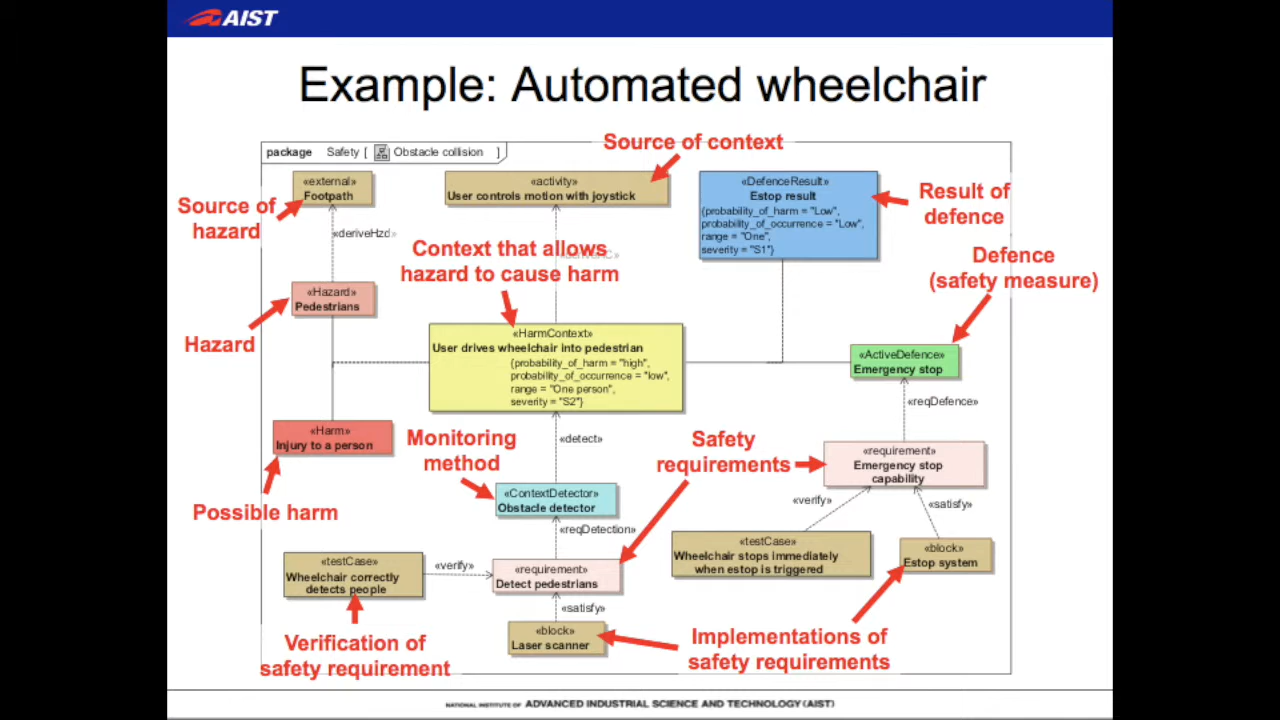 AIST
Example: Automated wheelchair
package Safety [ Obstacle collision ]
Source of context
«external»
Footpath
«activity»
User controls motion with joystick
«DefenceResult»
Estop result
{probability_of_harm = "Low",
probability_of_occurrence = "Low",
range = "One",
severity = "S1"}
Result of
defence
Source of
hazard
«deriveHzd»
Context that allows
hazard to cause harm
Defence
(safety measure)
«Hazard»
Pedestrians
Hazard
«HarmContext»
User drives wheelchair into pedestrian
{probability_of_harm = "high",
probability_of_occurrence = "low",
range = "One person",
severity = "S2"}
«ActiveDefence»
Emergency stop
«reqDefence»
«Harm»
Injury to a person
Possible harm
Monitoring
method
«detect»
Safety
requirements
«requirement»
Emergency stop
capability
«ContextDetector»
Obstacle detector
«verify»
«satisfy»
«reqDetection»
«testCase»
Wheelchair stops immediately
when estop is triggered
«block»
Estop system
«testCase»
Wheelchair correctly
detects people
«verify»
«requirement»
Detect pedestrians
«satisfy»
«block»
Laser scanner
Verification of
safety requirement
Implementations of
safety requirements
NATIONAL INSTITUTE OF ADVANCED INDUSTRIAL SCIENCE AND TECHNOLOGY (AIST)